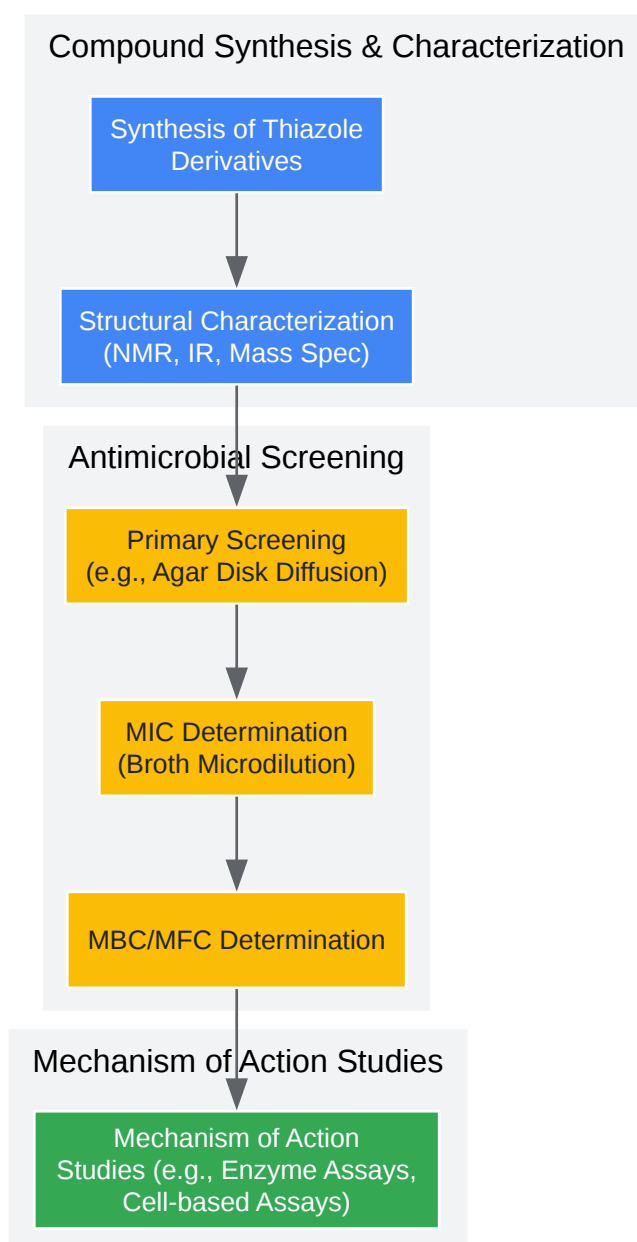 Compound Synthesis & Characterization
Synthesis of Thiazole
Derivatives
Structural Characterization
(NMR, IR, Mass Spec)
Antimicrobial Screening
Primary Screening
(e.g., Agar Disk Diffusion)
MIC Determination
(Broth Microdilution)
MBC/MFC Determination
Mechanism of Action Studies
Mechanism of Action
Studies (e.g., Enzyme Assays,
Cell-based Assays)